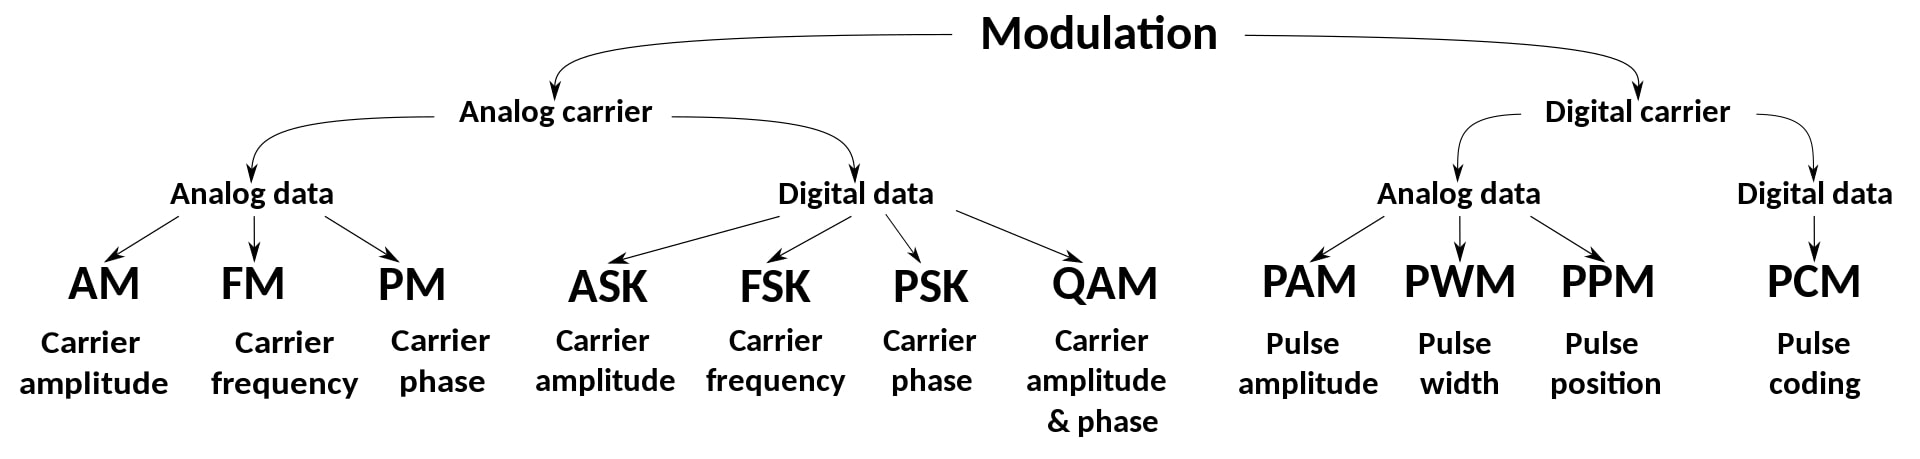 Modulation
Analog carrier
Digital carrier
Analog data
Digital data
Analog data
Digital data
AM
FM
PM
ASK
FSK
PSK
QAM
PAM
PWM
PPM
PCM
Carrier
amplitude
Carrier
frequency
Carrier
phase
Carrier
amplitude
Carrier
frequency
Carrier
phase
Carrier
amplitude
& phase
Pulse
amplitude
Pulse
width
Pulse
position
Pulse
coding